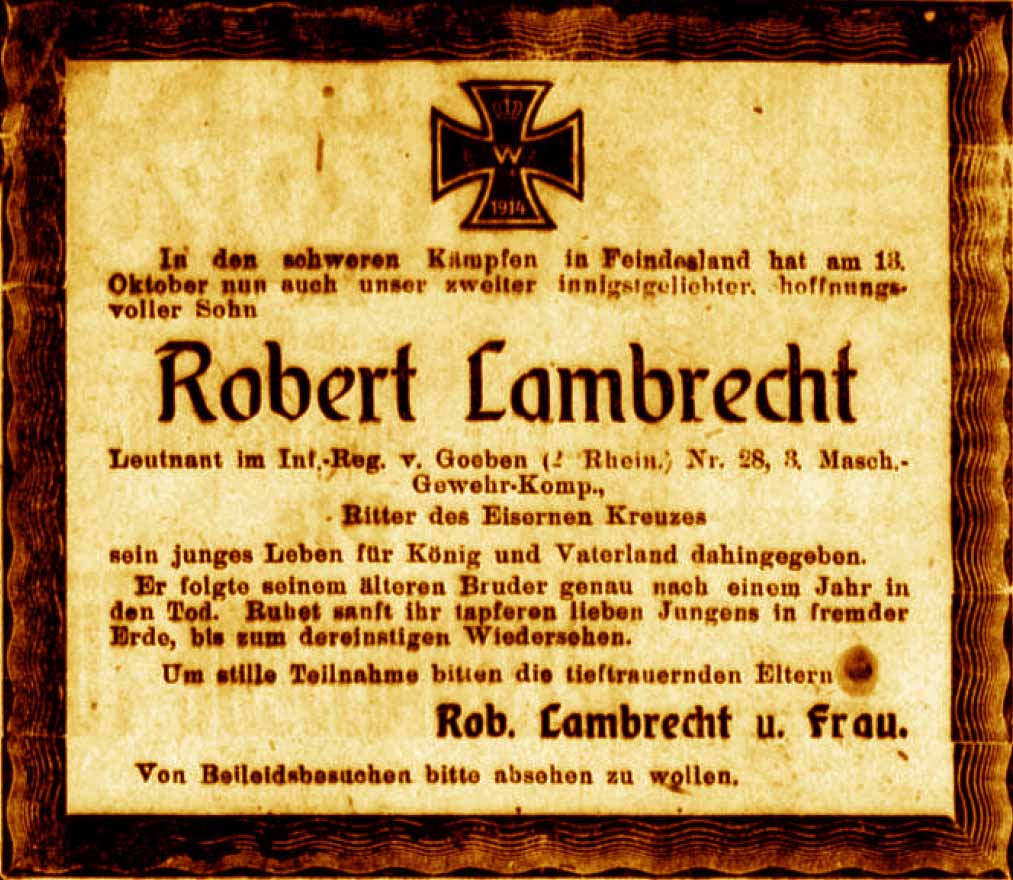 W
1914
In den schweren Kämpfen in Feindesland hat am 13.
Oktober nun auch unser zweiter innigstgeliebter, hoffnungs-
voller Sohn
Robert Lambrecht
Leutnant im Inf.-Reg. v. Goeben (2. Rhein.) Nr. 28, 3. Masch.-
Gewehr-Komp.,
Ritter des Eisernen Kreuzes
sein junges Leben für König und Vaterland dahingegeben.
Er folgte seinem älteren Bruder genau nach einem Jahr in
den Tod. Ruhet sanft ihr tapferen lieben Jungens in fremder
Erde, bis zum dereinstigen Wiedersehen.
Um stille Teilnahme bitten die tieftrauernden Eltern
Rob. Lambrecht u. Frau.
Von Beileidsbesuchen bitte absehen zu wollen.